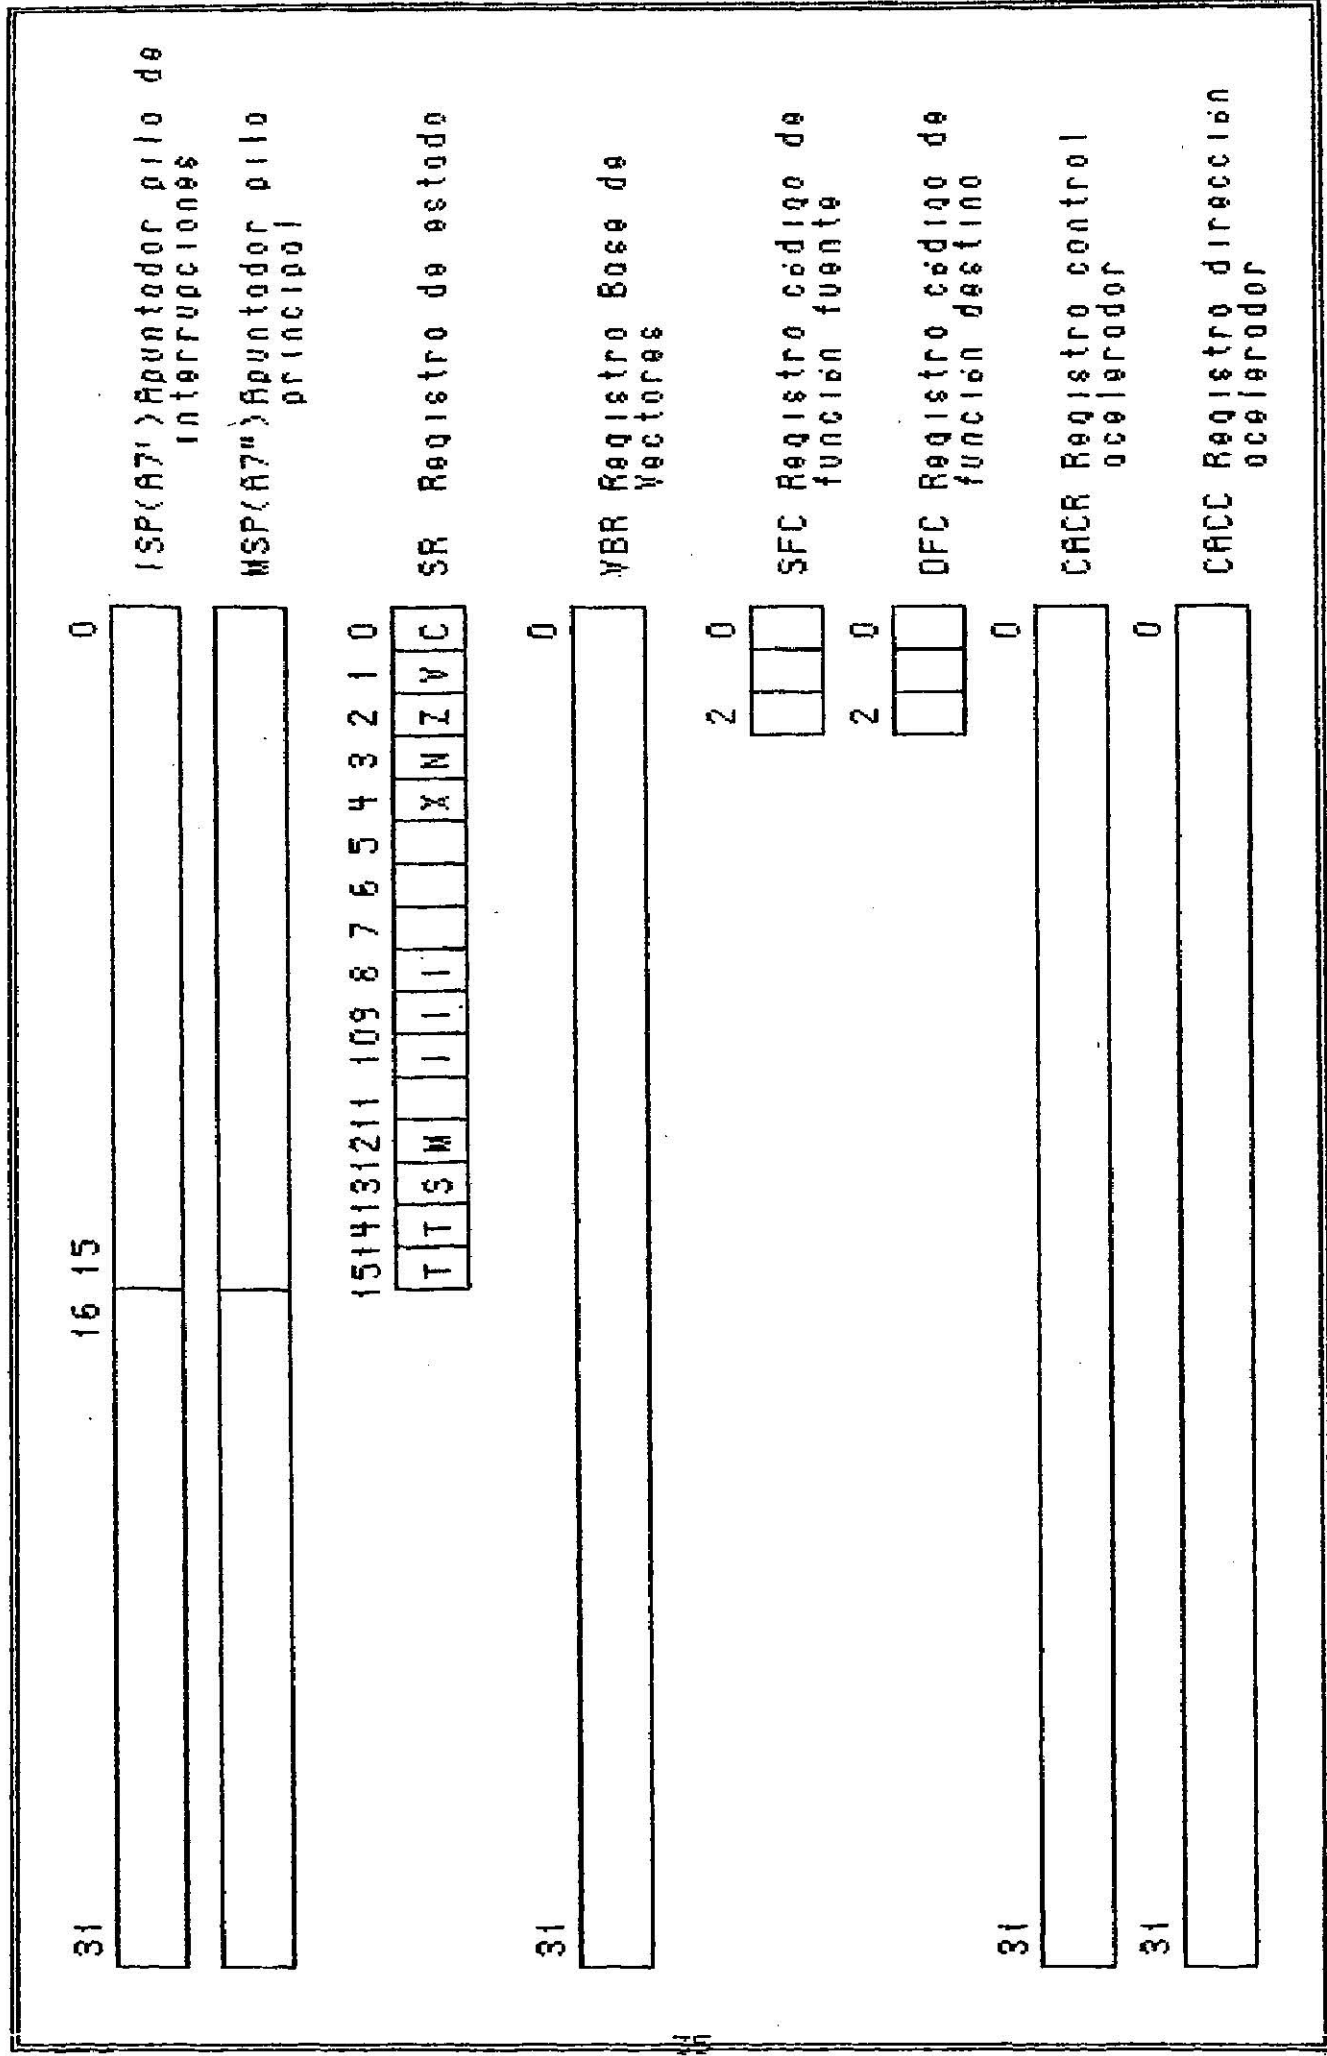 31 16 15 0
ISP(A7')Apuntador pila de
interrupciones
MSP(A7")Apuntador pila
principal
15 14 13 12 11 10 9 8 7 6 5 4 3 2 1 0
T T S M I I I X N Z V C
SR Registro de estado
31 0
VBR Registro Base de
Vectores
2 0
SFC Registro código de
función fuente
2 0
DFC Registro código de
función destino
31 0
CACR Registro control
acelerador
31 0
CACC Registro dirección
acelerador